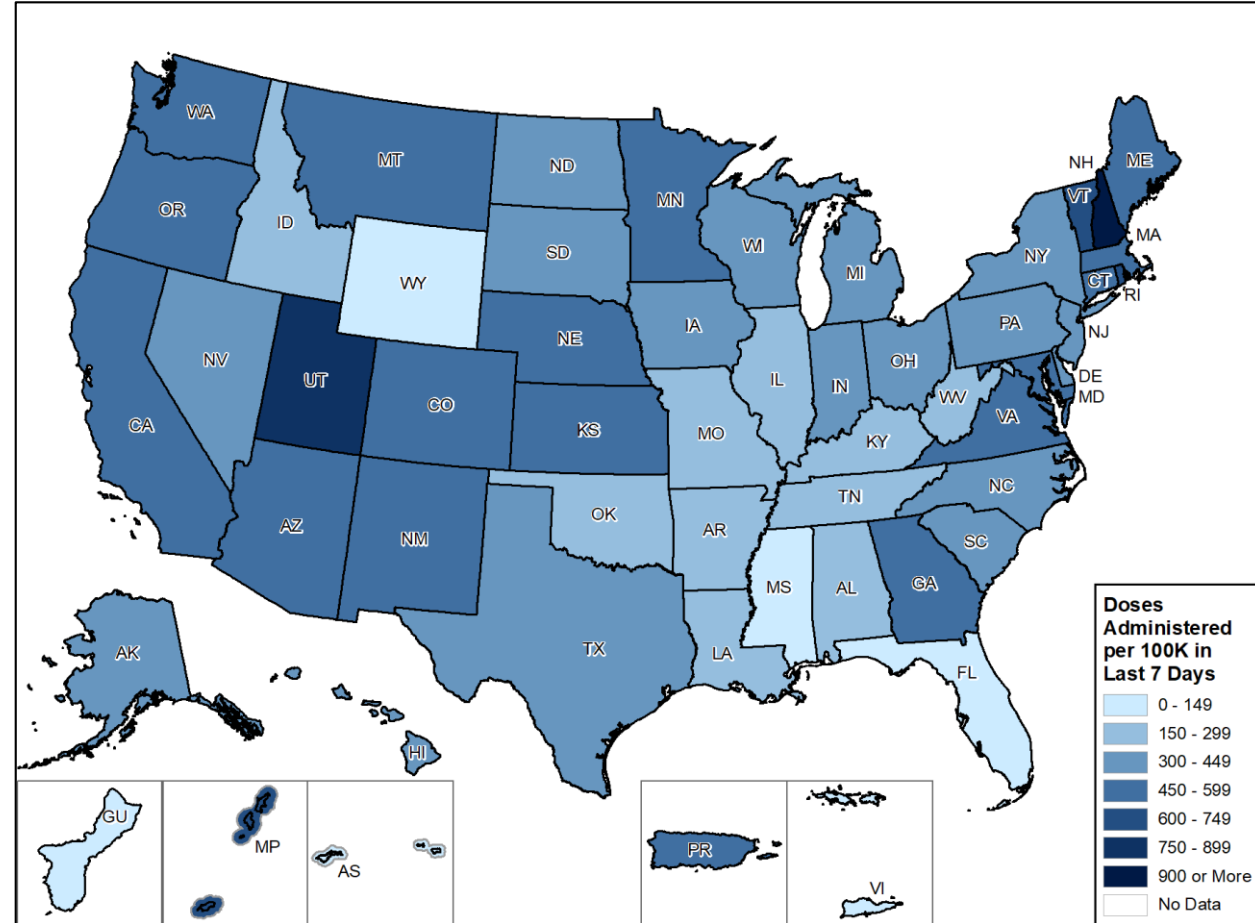 WA
MT
ND
MN
NH
ME
VT
OR
ID
SD
WI
MI
NY
MA
WY
CT
RI
IA
PA
NJ
NV
NE
OH
UT
IL
IN
DE
MD
CO
WV
VA
CA
KS
MO
KY
NC
TN
OK
AZ
NM
AR
SC
MS
AL
GA
TX
LA
AK
FL
HI
GU
MP
AS
PR
VI
Doses
Administered
per 100K in
Last 7 Days
0 - 149
150 - 299
300 - 449
450 - 599
600 - 749
750 - 899
900 or More
No Data